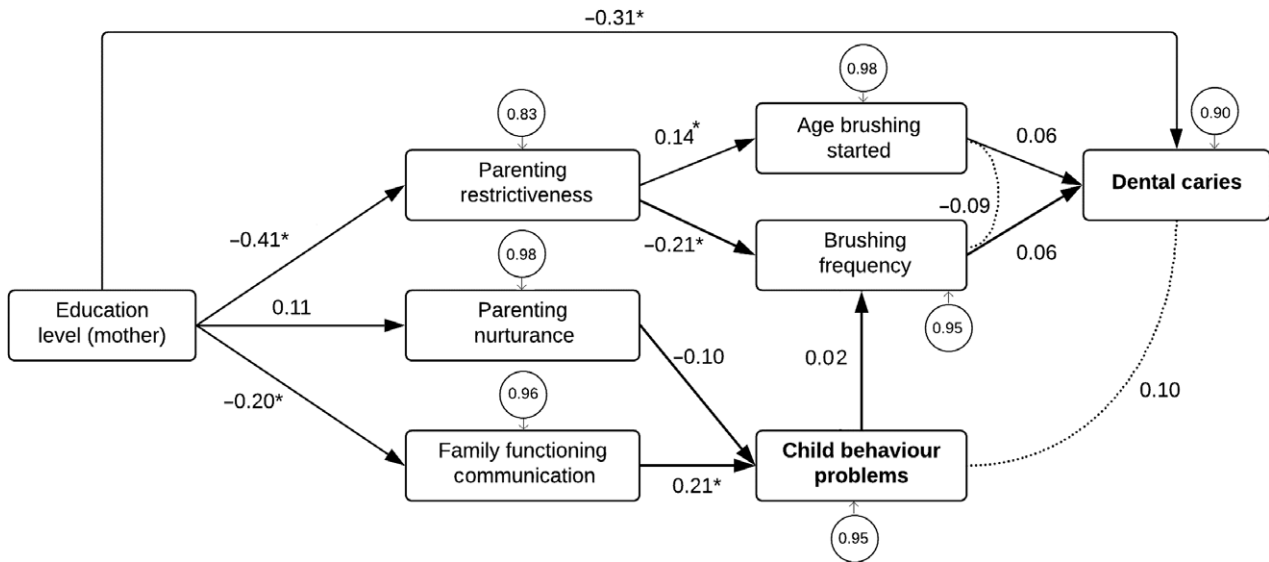 −0.31*
0.98
0.90
0.83
Age brushing
started
0.14*
0.06
Parenting
restrictiveness
Dental caries
−0.09
−0.41*
−0.21*
Brushing
frequency
0.06
0.98
Education
level (mother)
0.11
Parenting
nurturance
0.95
−0.10
0.02
−0.20*
0.96
0.10
Family functioning
communication
Child behaviour
problems
0.21*
0.95